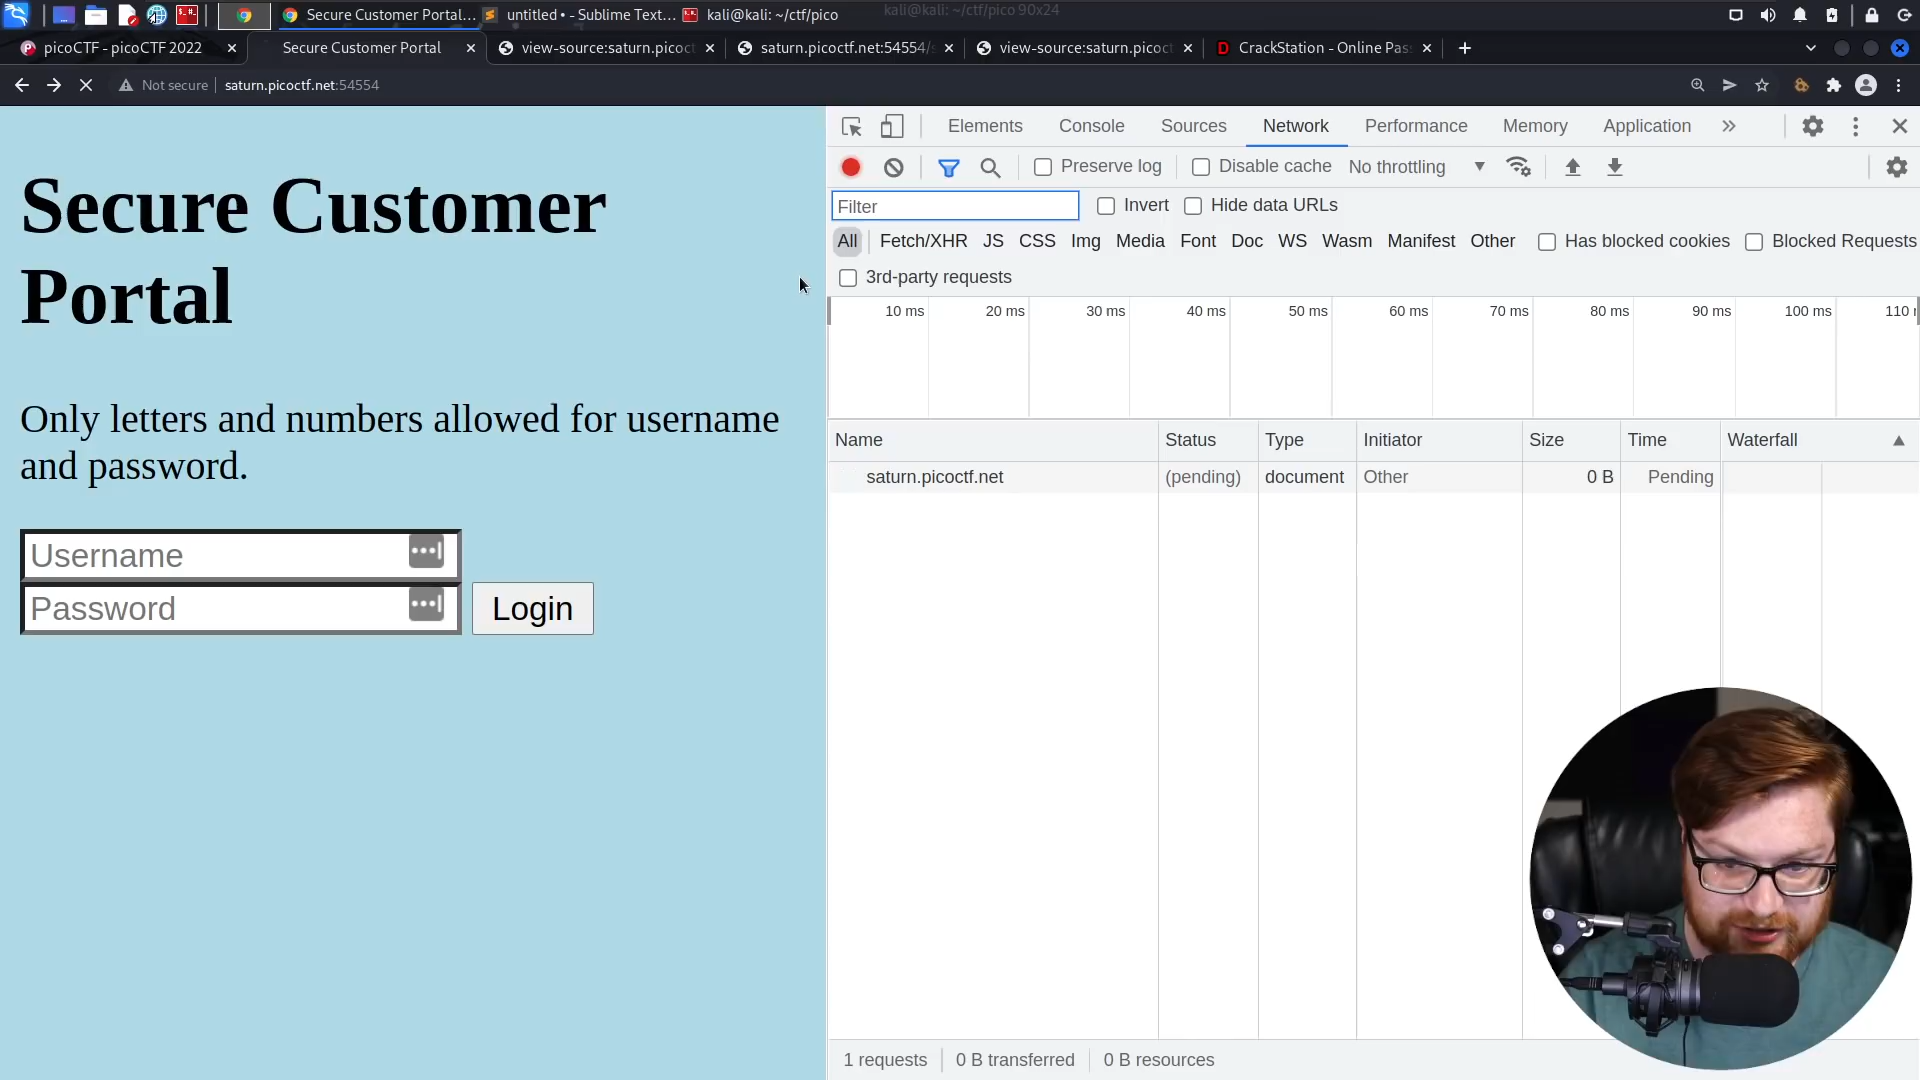 Secure Customer Portal...
untitled • - Sublime Text...
kali@kali: ~/ctf/pico
kali@kali: ~/ctf/pico 90x24
picoCTF - picoCTF 2022
Secure Customer Portal
view-source:saturn.picoct
saturn.picoctf.net:54554/
view-source:saturn.picoct
CrackStation - Online Pas
Not secure
saturn.picoctf.net:54554
Secure Customer
Portal
Only letters and numbers allowed for username
and password.
Username
Password
Login
Elements
Console
Sources
Network
Performance
Memory
Application
Preserve log
Disable cache
No throttling
Filter
Invert
Hide data URLs
All
Fetch/XHR
JS
CSS
Img
Media
Font
Doc
WS
Wasm
Manifest
Other
Has blocked cookies
Blocked Requests
3rd-party requests
10 ms
20 ms
30 ms
40 ms
50 ms
60 ms
70 ms
80 ms
90 ms
100 ms
110
Name
Status
Type
Initiator
Size
Time
Waterfall
saturn.picoctf.net
(pending)
document
Other
0 B
Pending
1 requests
0 B transferred
0 B resources